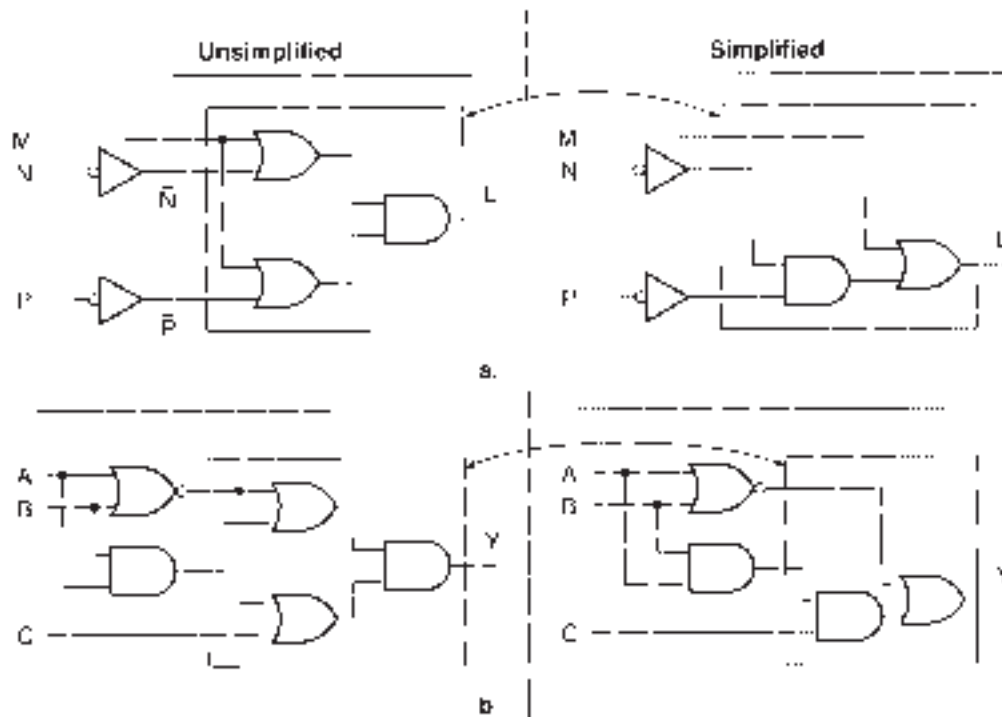 Unsimplified Simplified
M M
N N
N̄
L L
P P
P̄
a.
A A
B B
Y Y
C C
b